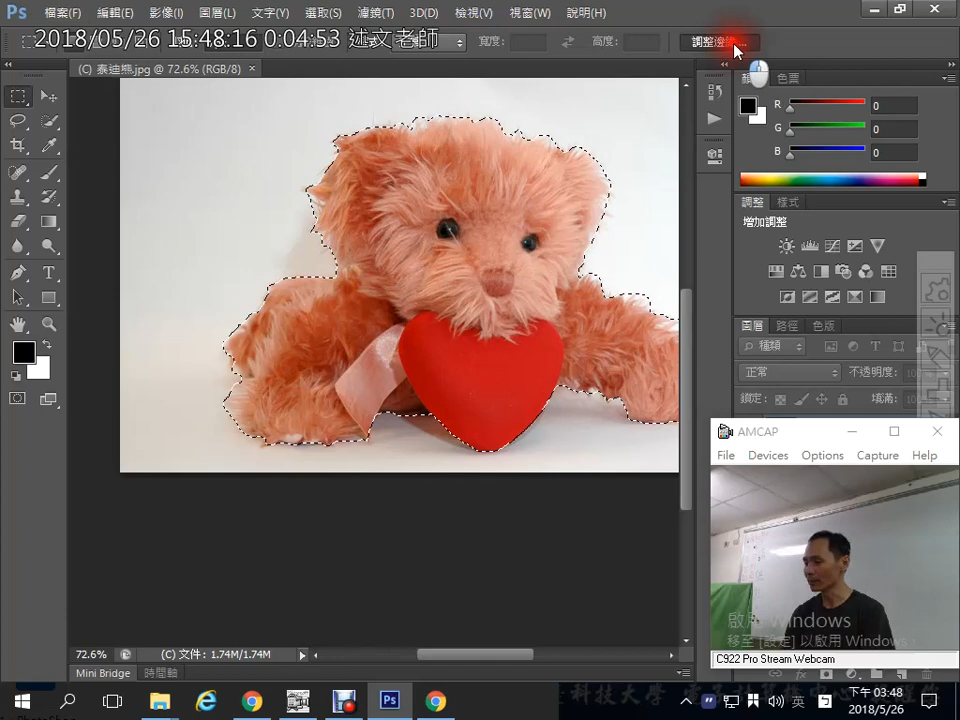 Ps 檔案(F) 編輯(E) 影像(I) 圖層(L) 文字(Y) 選取(S) 濾鏡(T) 3D(D) 檢視(V) 視窗(W) 說明(H)
2018/05/26 15:48:16 0:04:53 述文老師
寬度: 高度: 調整邊緣...
(C) 泰迪熊.jpg @ 72.6% (RGB/8) ×
色票
R 0
G 0
B 0
調整 樣式
增加調整
圖層 路徑 色版
種類
正常 不透明度:
鎖定: 填滿:
AMCAP
File Devices Options Capture Help
啟用 Windows
移至 [設定] 以啟用 Windows。
C922 Pro Stream Webcam
72.6% (C) 文件: 1.74M/1.74M
Mini Bridge 時間軸
Ps
英
下午 03:48
2018/5/26